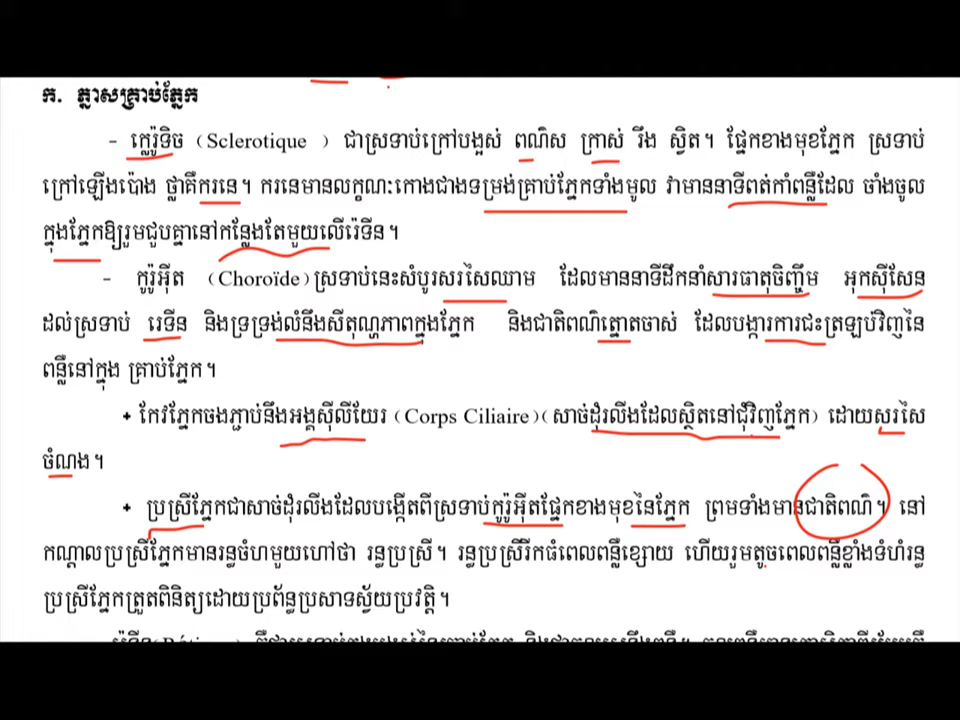 ក. ភ្នាសគ្រាប់ភ្នែក
- ក្លេរ៉ូទិច (Sclerotique ) ជាស្រទាប់ក្រៅបង្អស់ ពណ៌ស ក្រាស់ រឹង ស្វិត។ ផ្នែកខាងមុខភ្នែក ស្រទាប់
ក្រៅឡើងប៉ោង ថ្លាគឺករនេ។ ករនេមានលក្ខណៈកោងជាងទម្រង់គ្រាប់ភ្នែកទាំងមូល វាមាននាទីពត់កាំពន្លឺដែល ចាំងចូល
ក្នុងភ្នែកឱ្យរួមជួបគ្នានៅកន្លែងតែមួយលើរ៉េទីន។
- កូរ៉ូអ៊ីត (Choroïde)ស្រទាប់នេះសំបូរសរសៃឈាម ដែលមាននាទីដឹកនាំសារធាតុចិញ្ចឹម អុកស៊ីសែន
ដល់ស្រទាប់ រេទីន និងទ្រទ្រង់លំនឹងសីតុណ្ហភាពក្នុងភ្នែក និងជាតិពណ៌ត្នោតចាស់ ដែលបង្ការការជះត្រឡប់វិញនៃ
ពន្លឺនៅក្នុង គ្រាប់ភ្នែក។
+ កែវភ្នែកចងភ្ជាប់នឹងអង្គស៊ីលីយែរ (Corps Ciliaire)(សាច់ដុំរលីងដែលស្ថិតនៅជុំវិញភ្នែក) ដោយសរសៃ
ចំណង។
+ ប្រស្រីភ្នែកជាសាច់ដុំរលីងដែលបង្កើតពីស្រទាប់កូរ៉ូអ៊ីតផ្នែកខាងមុខនៃភ្នែក ព្រមទាំងមានជាតិពណ៌។ នៅ
កណ្តាលប្រស្រីភ្នែកមានរន្ធចំហមួយហៅថា រន្ធប្រស្រី។ រន្ធប្រស្រីរីកធំពេលពន្លឺខ្សោយ ហើយរួមតូចពេលពន្លឺខ្លាំងទំហំរន្ធ
ប្រស្រីភ្នែកត្រួតពិនិត្យដោយប្រព័ន្ធប្រសាទស្វ័យប្រវត្តិ។